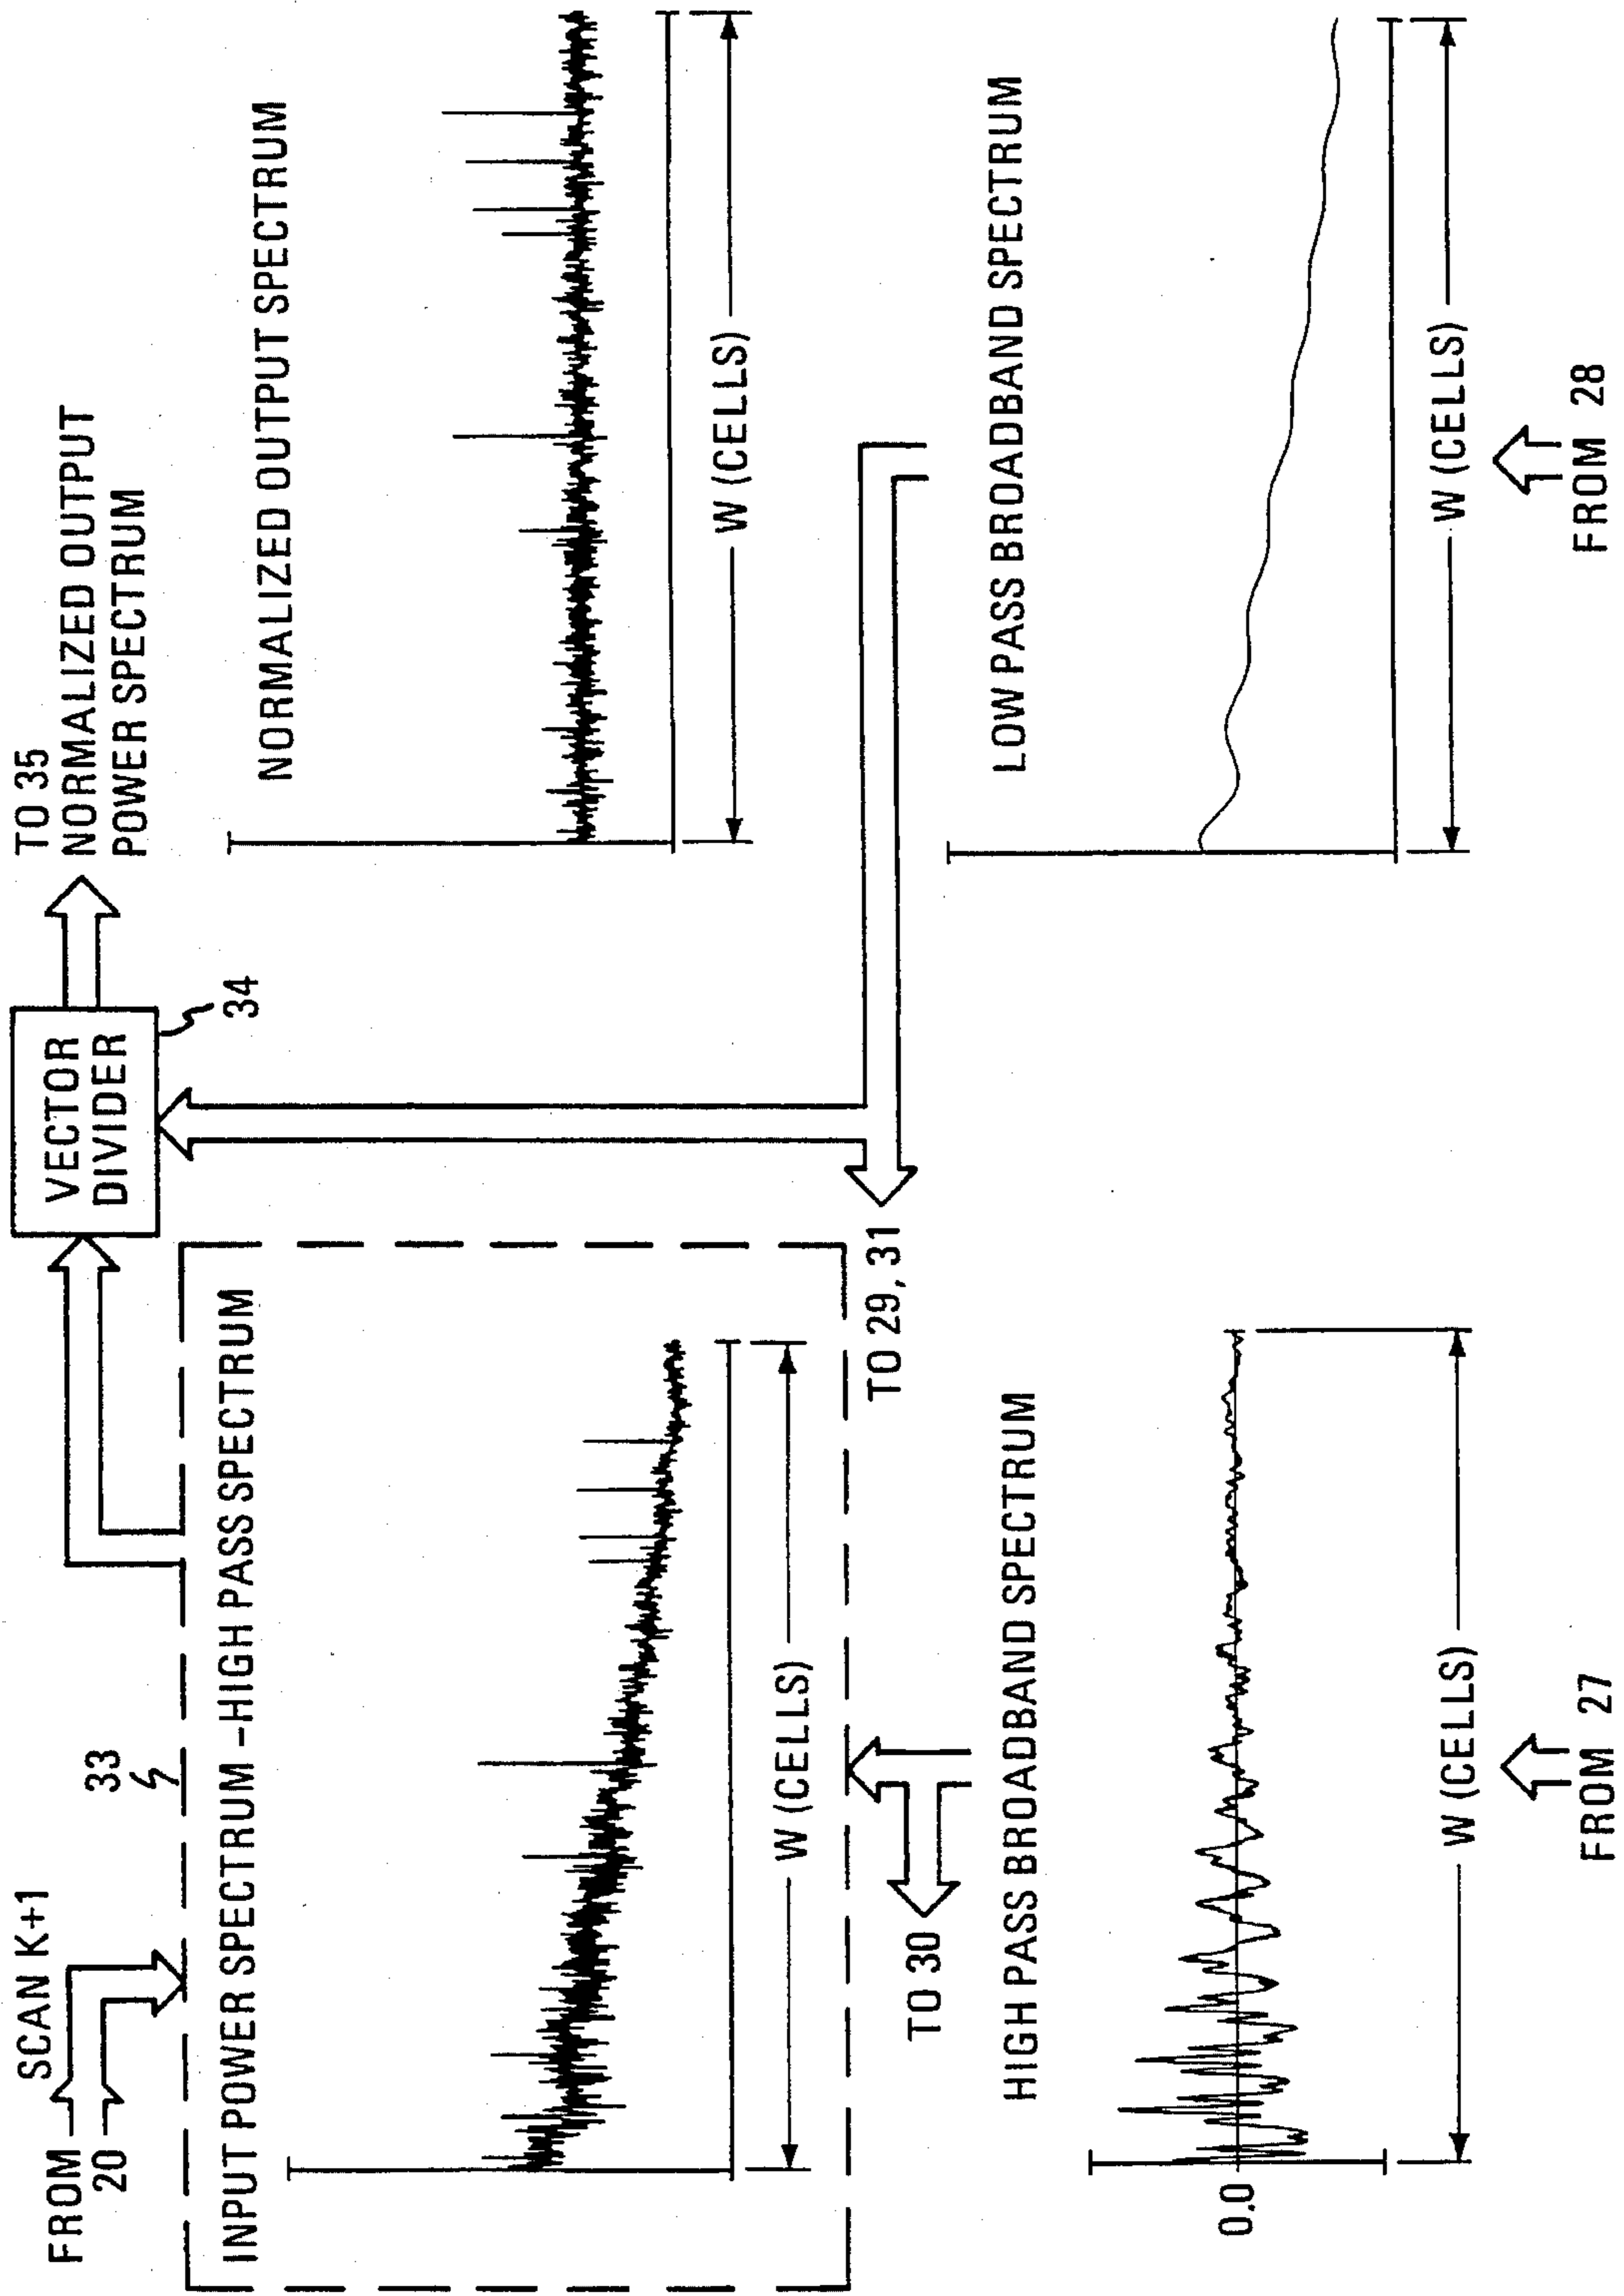 FROM
20
SCAN K+1
33
INPUT POWER SPECTRUM –HIGH PASS SPECTRUM
W (CELLS)
VECTOR
DIVIDER
34
TO 35
NORMALIZED OUTPUT
POWER SPECTRUM
NORMALIZED OUTPUT SPECTRUM
W (CELLS)
TO 29, 31
TO 30
HIGH PASS BROADBAND SPECTRUM
0.0
W (CELLS)
FROM 27
LOW PASS BROADBAND SPECTRUM
W (CELLS)
FROM 28